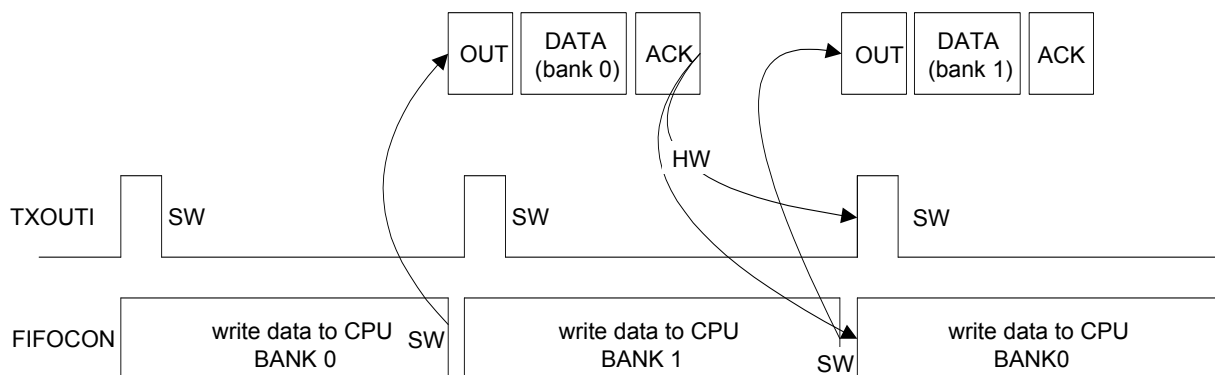 OUT DATA (bank 0) ACK OUT DATA (bank 1) ACK
HW
TXOUTI SW SW SW
FIFOCON write data to CPU BANK 0 SW write data to CPU BANK 1 SW write data to CPU BANK0